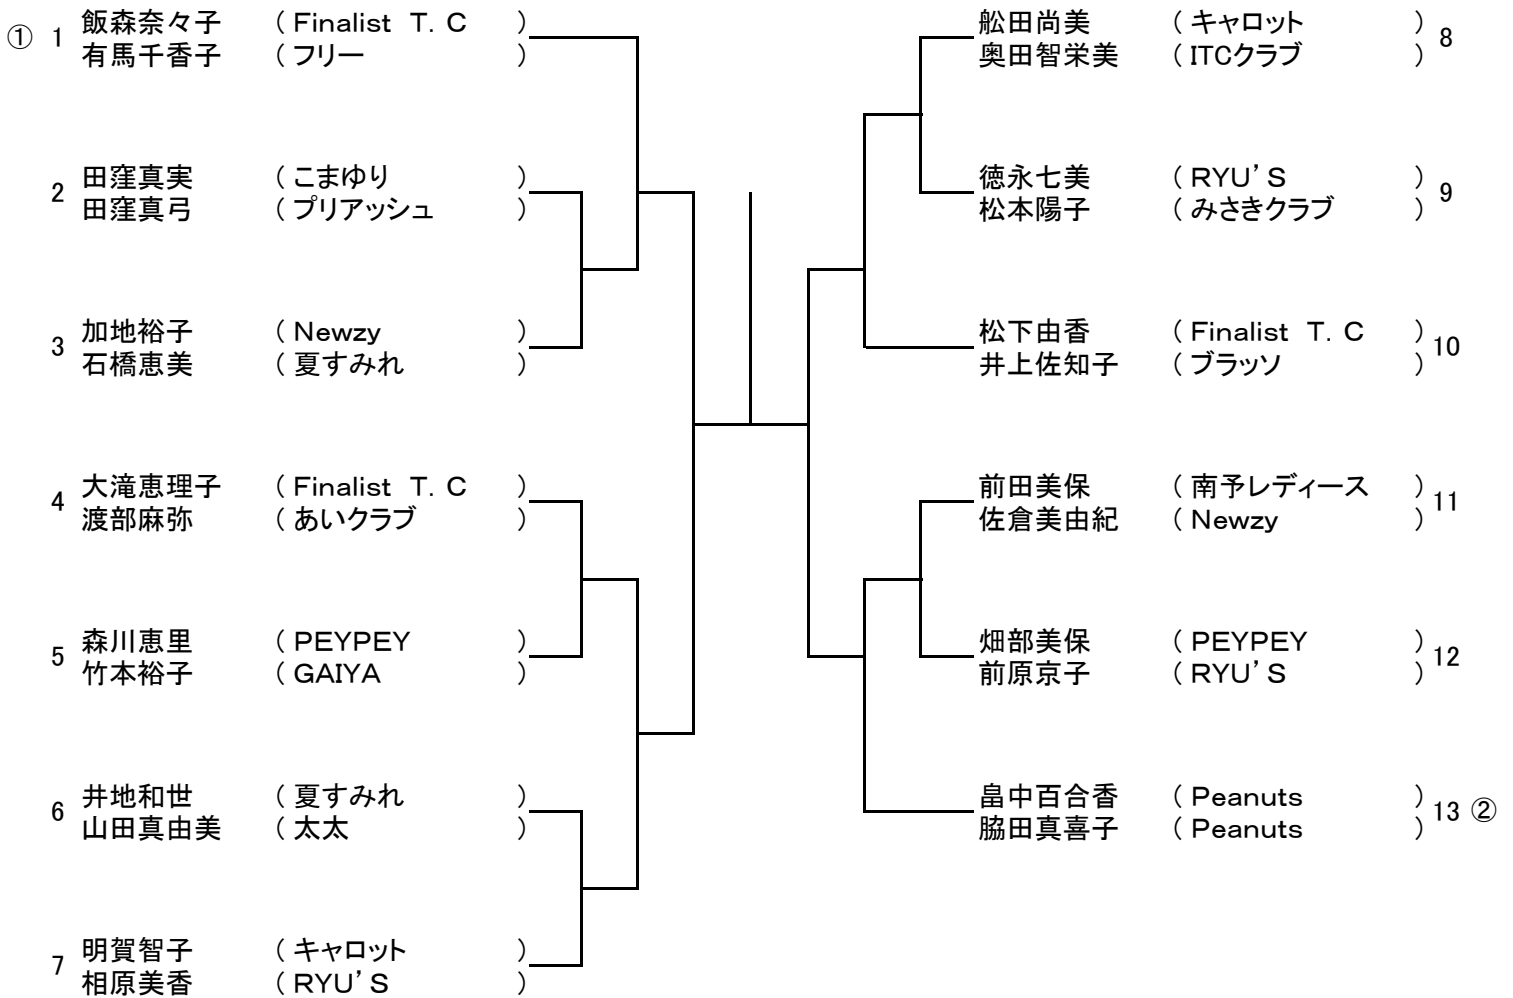 ① 1 飯森奈々子 ( Finalist T. C )
有馬千香子 ( フリー )
2 田窪真実 ( こまゆり )
田窪真弓 ( プリアッシュ )
3 加地裕子 ( Newzy )
石橋恵美 ( 夏すみれ )
4 大滝恵理子 ( Finalist T. C )
渡部麻弥 ( あいクラブ )
5 森川恵里 ( PEYPEY )
竹本裕子 ( GAIYA )
6 井地和世 ( 夏すみれ )
山田真由美 ( 太太 )
7 明賀智子 ( キャロット )
相原美香 ( RYU'S )
舩田尚美 ( キャロット ) 8
奥田智栄美 ( ITCクラブ )
徳永七美 ( RYU'S ) 9
松本陽子 ( みさきクラブ )
松下由香 ( Finalist T. C ) 10
井上佐知子 ( ブラッソ )
前田美保 ( 南予レディース ) 11
佐倉美由紀 ( Newzy )
畑部美保 ( PEYPEY ) 12
前原京子 ( RYU'S )
畠中百合香 ( Peanuts ) 13 ②
脇田真喜子 ( Peanuts )